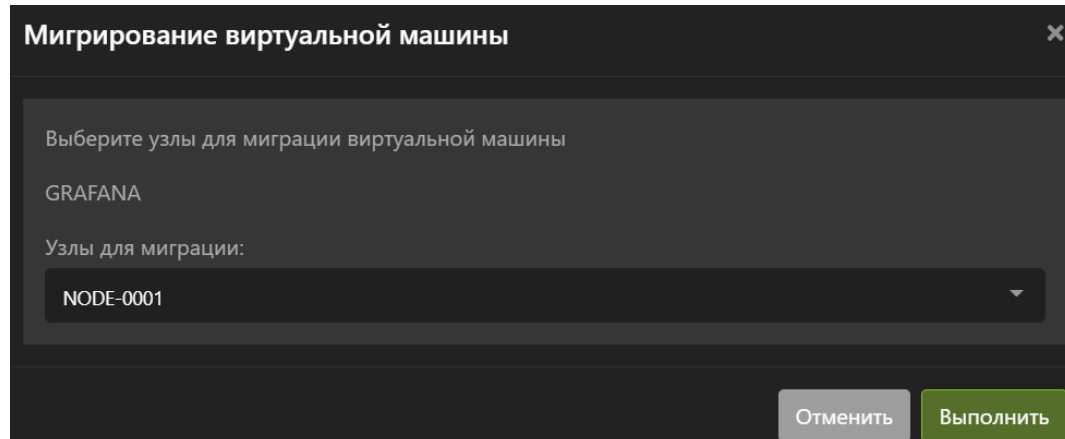 Мигрирование виртуальной машины
Выберите узлы для миграции виртуальной машины
GRAFANA
Узлы для миграции:
NODE-0001
Отменить
Выполнить